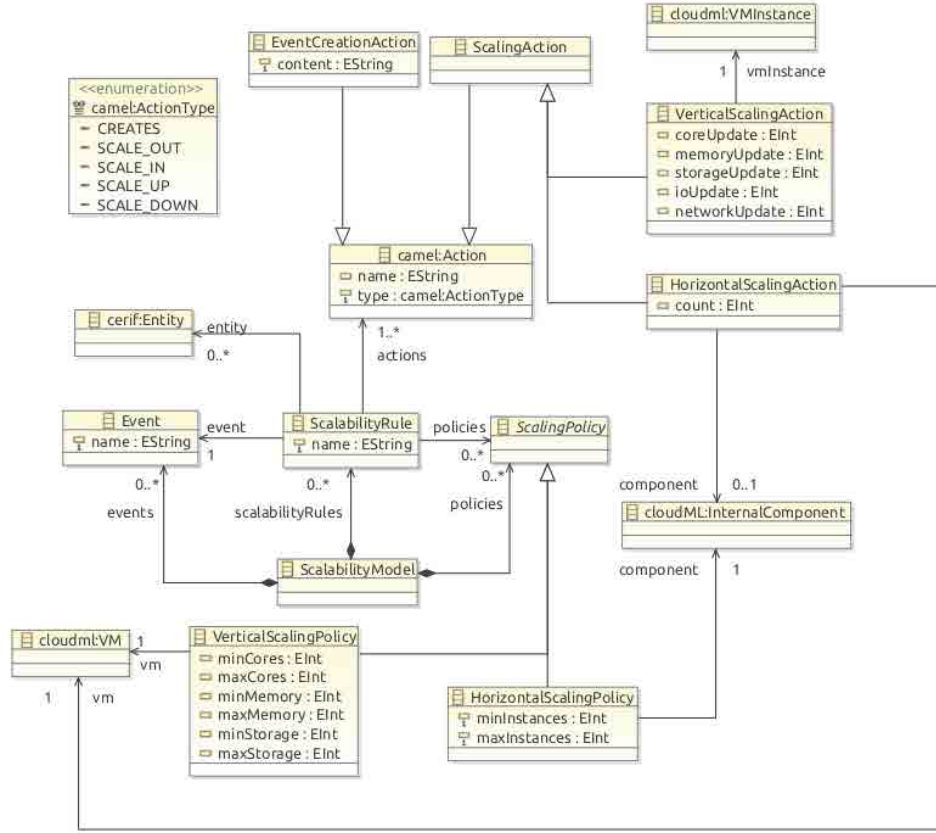 cloudml:VMInstance
EventCreationAction
content : EString
ScalingAction
1
vmInstance
<<enumeration>>
camel:ActionType
CREATES
SCALE_OUT
SCALE_IN
SCALE_UP
SCALE_DOWN
VerticalScalingAction
coreUpdate : EInt
memoryUpdate : EInt
storageUpdate : EInt
ioUpdate : EInt
networkUpdate : EInt
camel:Action
name : EString
type : camel:ActionType
HorizontalScalingAction
count : EInt
cerif:Entity
entity
0..*
1..*
actions
Event
name : EString
event
1
ScalabilityRule
name : EString
policies
0..*
ScalingPolicy
0..*
events
0..*
scalabilityRules
0..*
policies
component
0..1
cloudML:InternalComponent
ScalabilityModel
component
1
cloudml:VM
1
vm
1
vm
VerticalScalingPolicy
minCores : EInt
maxCores : EInt
minMemory : EInt
maxMemory : EInt
minStorage : EInt
maxStorage : EInt
HorizontalScalingPolicy
minInstances : EInt
maxInstances : EInt